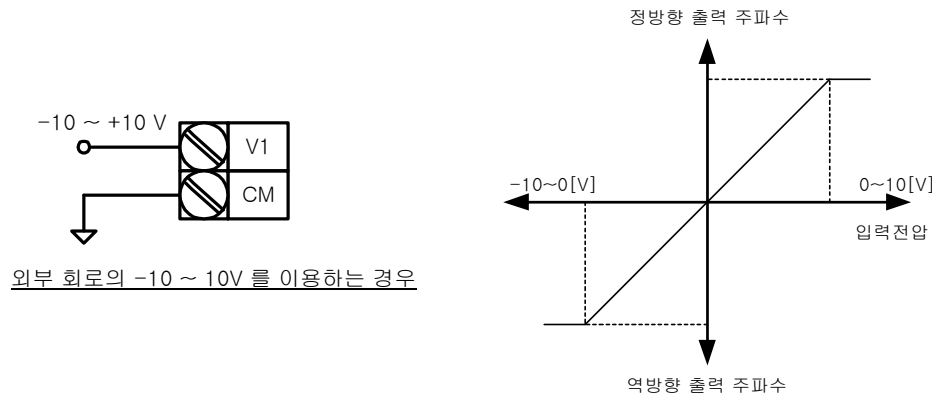 정방향 출력 주파수
-10 ~ +10 V
V1
CM
-10~0[V]
0~10[V]
입력전압
외부 회로의 -10 ~ 10V 를 이용하는 경우
역방향 출력 주파수